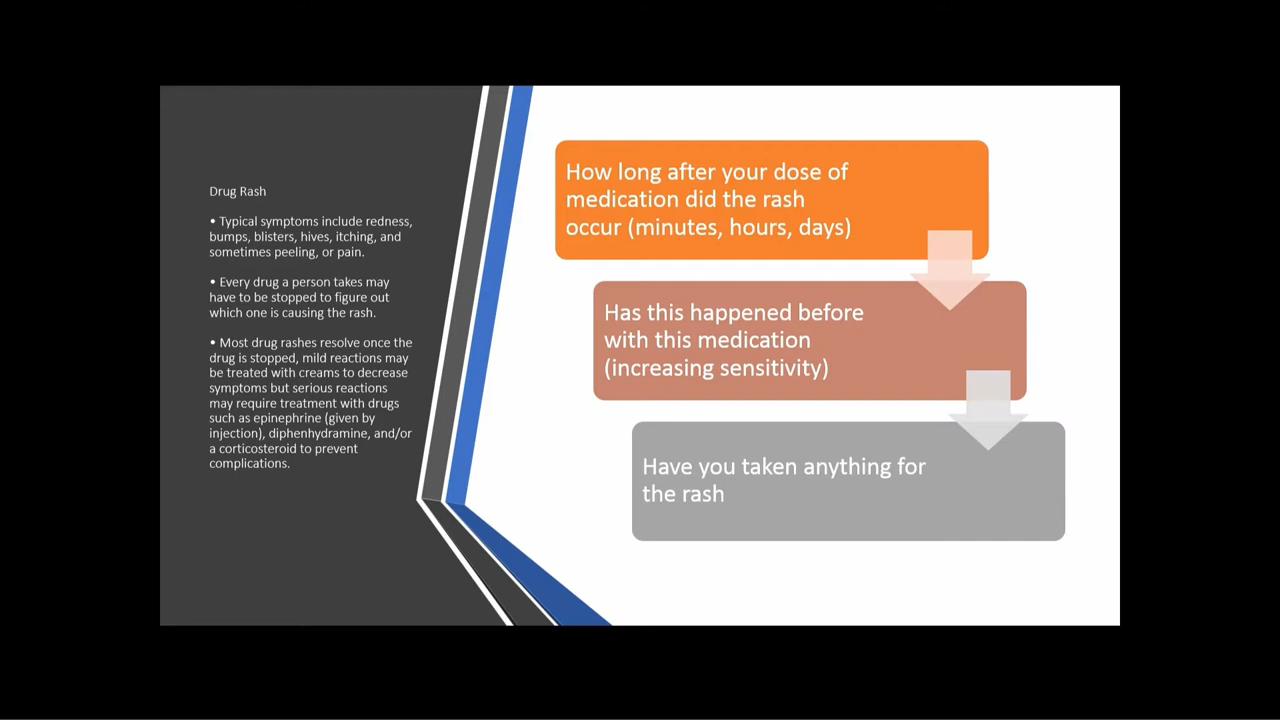 Drug Rash
• Typical symptoms include redness,
bumps, blisters, hives, itching, and
sometimes peeling, or pain.
• Every drug a person takes may
have to be stopped to figure out
which one is causing the rash.
• Most drug rashes resolve once the
drug is stopped, mild reactions may
be treated with creams to decrease
symptoms but serious reactions
may require treatment with drugs
such as epinephrine (given by
injection), diphenhydramine, and/or
a corticosteroid to prevent
complications.
How long after your dose of
medication did the rash
occur (minutes, hours, days)
Has this happened before
with this medication
(increasing sensitivity)
Have you taken anything for
the rash